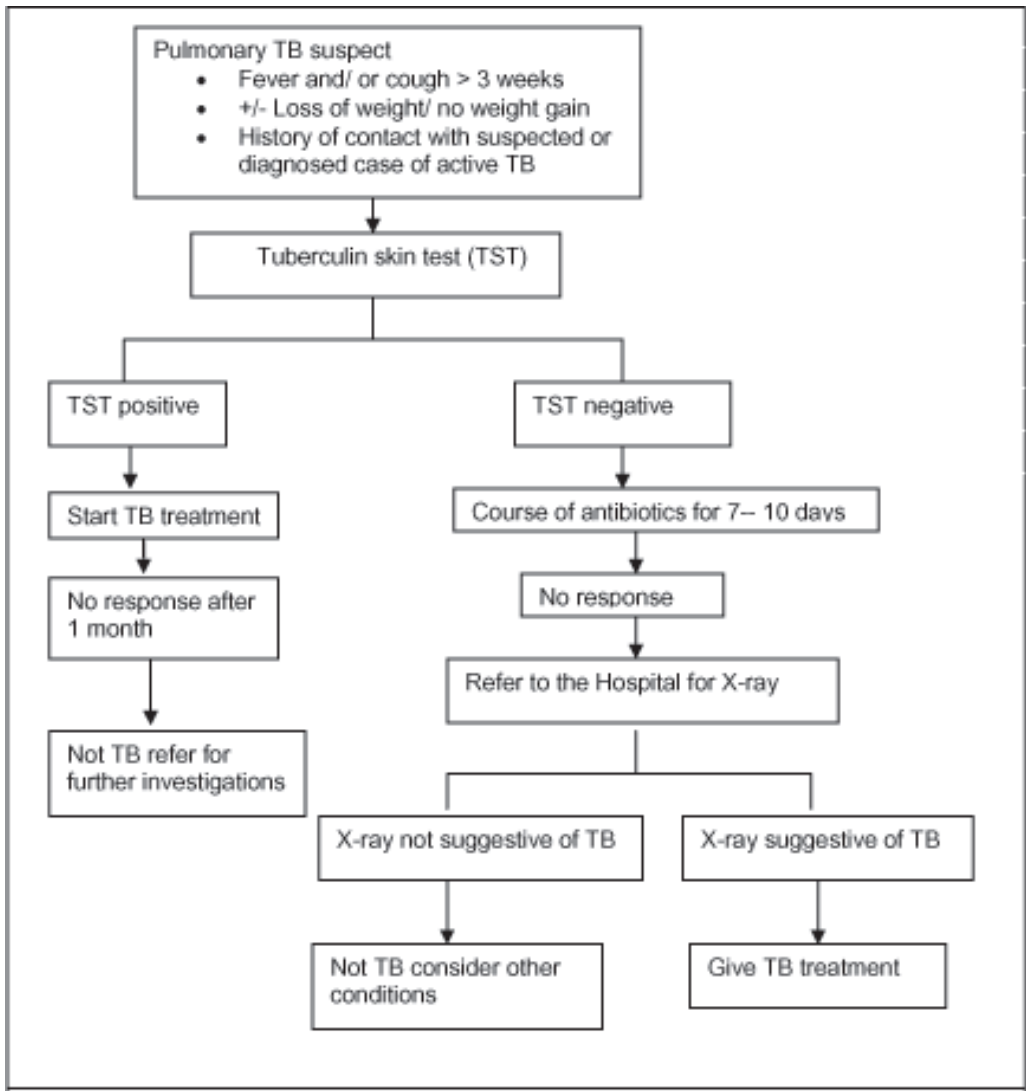 Pulmonary TB suspect
• Fever and/ or cough > 3 weeks
• +/- Loss of weight/ no weight gain
• History of contact with suspected or
diagnosed case of active TB
Tuberculin skin test (TST)
TST positive
TST negative
Start TB treatment
Course of antibiotics for 7-- 10 days
No response after
1 month
No response
Refer to the Hospital for X-ray
Not TB refer for
further investigations
X-ray not suggestive of TB
X-ray suggestive of TB
Not TB consider other
conditions
Give TB treatment